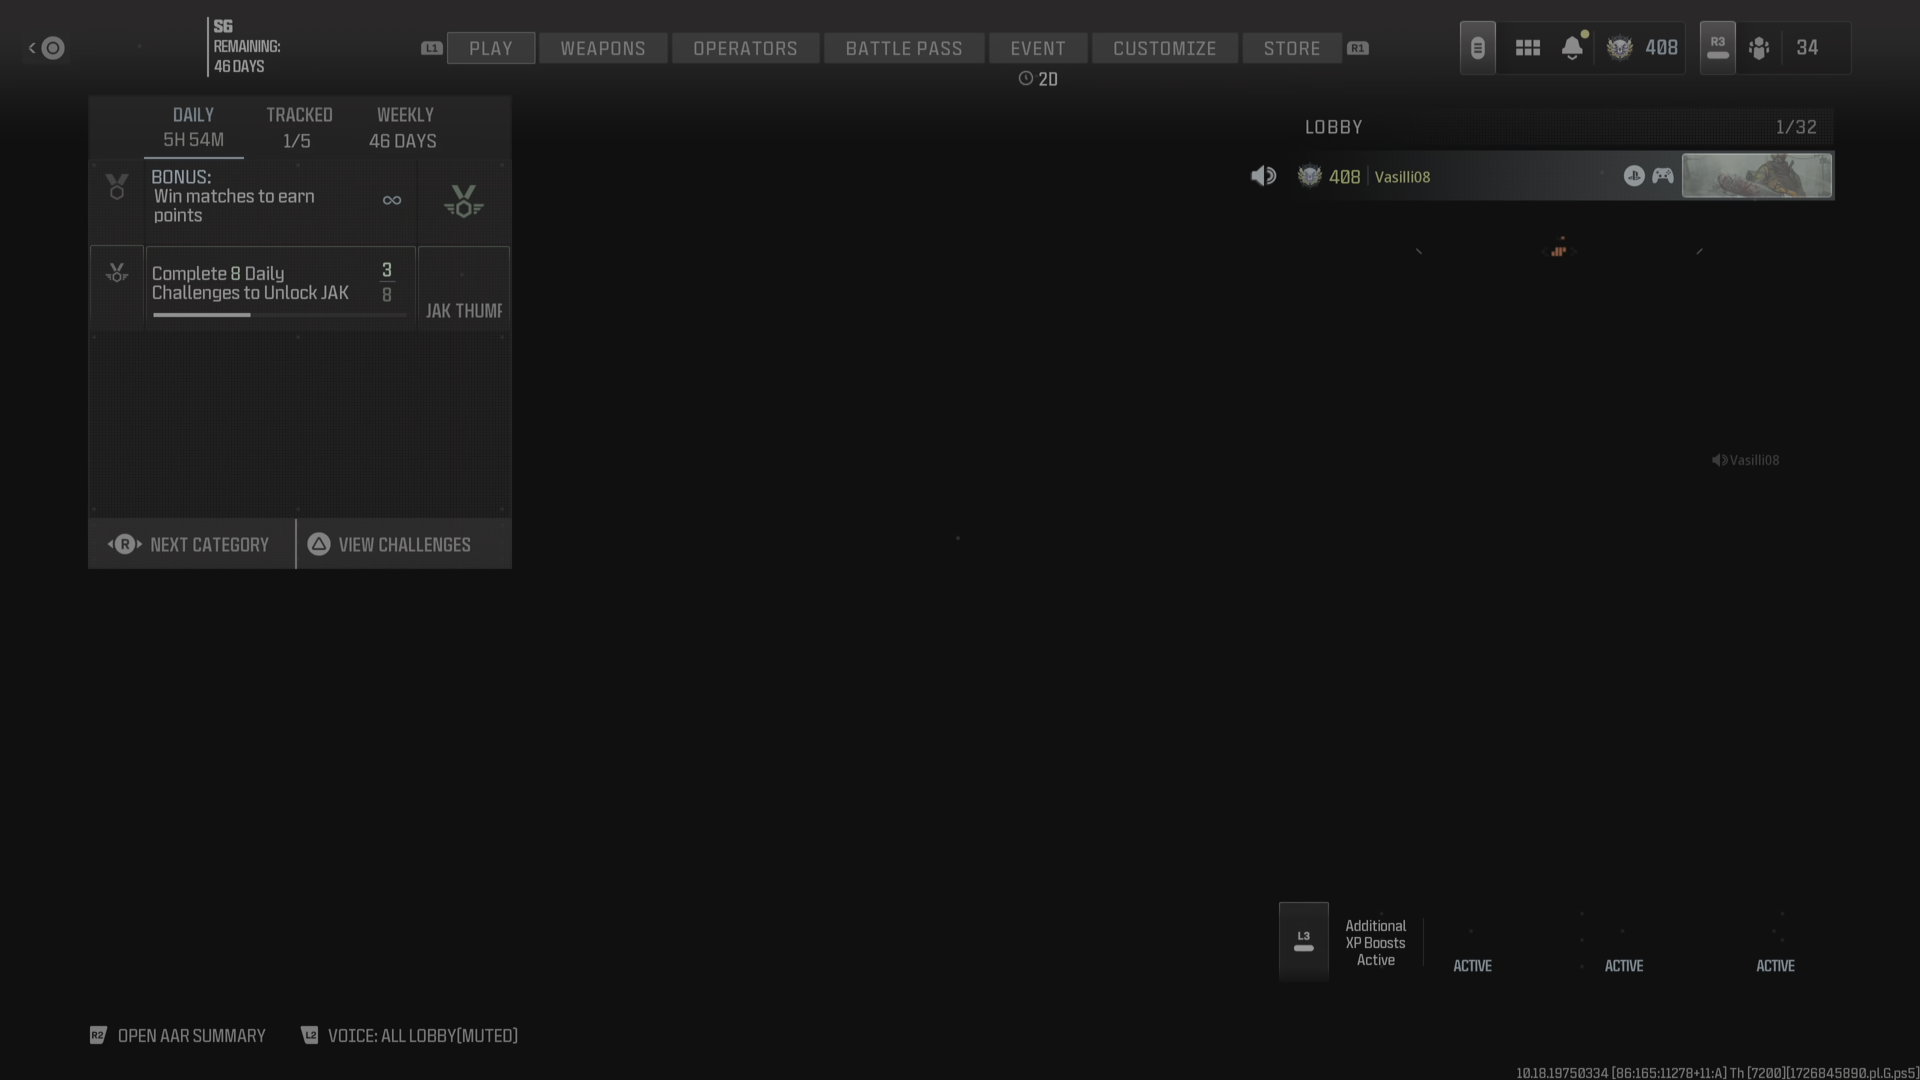 S6
REMAINING:
46 DAYS
L1
PLAY
WEAPONS
OPERATORS
BATTLE PASS
EVENT
CUSTOMIZE
STORE
R1
2D
408
R3
34
DAILY
5H 54M
TRACKED
1/5
WEEKLY
46 DAYS
BONUS:
Win matches to earn
points
∞
Complete 8 Daily
Challenges to Unlock JAK
3
8
JAK THUMP
R NEXT CATEGORY
VIEW CHALLENGES
LOBBY
1/32
408 Vasilli08
Vasilli08
L3
Additional
XP Boosts
Active
ACTIVE
ACTIVE
ACTIVE
R2 OPEN AAR SUMMARY
L2 VOICE: ALL LOBBY[MUTED]
10.18.19750334 [86:165:11278+11:A] Th [7200][1726845890.pl.G.ps5]